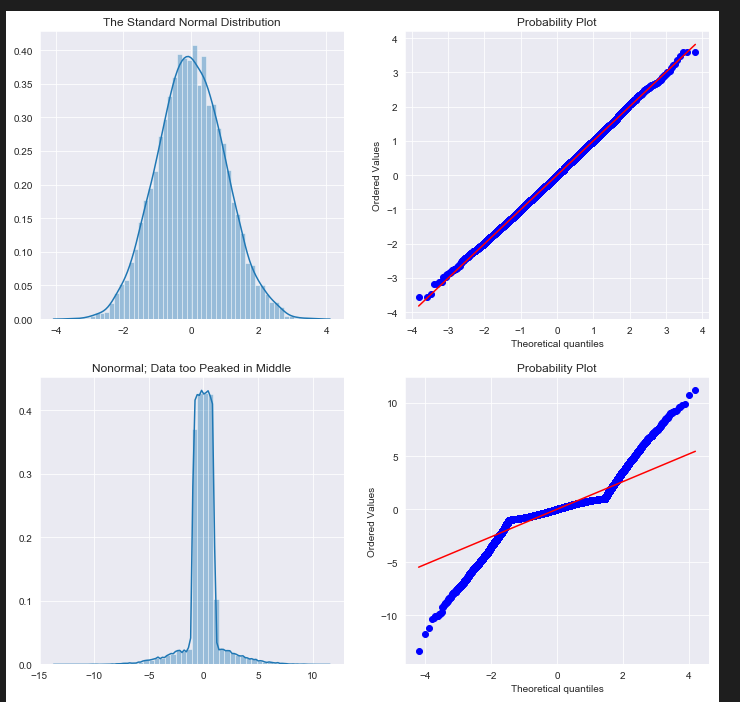 The Standard Normal Distribution
0.40
0.35
0.30
0.25
0.20
0.15
0.10
0.05
0.00
−4 −2 0 2 4
Probability Plot
Ordered Values
4
3
2
1
0
−1
−2
−3
−4
−4 −3 −2 −1 0 1 2 3 4
Theoretical quantiles
Nonormal; Data too Peaked in Middle
0.4
0.3
0.2
0.1
0.0
−15 −10 −5 0 5 10
Probability Plot
Ordered Values
10
5
0
−5
−10
−4 −2 0 2 4
Theoretical quantiles